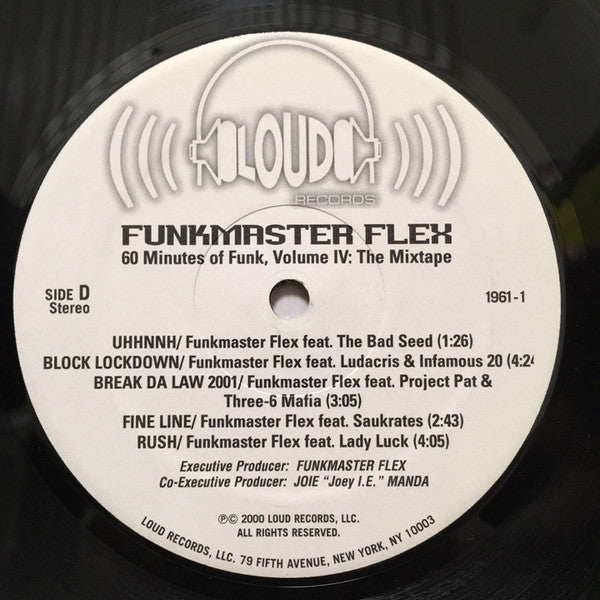 LOUD
RECORDS
FUNKMASTER FLEX
60 Minutes of Funk, Volume IV: The Mixtape
SIDE D
Stereo
1961-1
UHHNNH/ Funkmaster Flex feat. The Bad Seed (1:26)
BLOCK LOCKDOWN/ Funkmaster Flex feat. Ludacris & Infamous 20 (4:24
BREAK DA LAW 2001/ Funkmaster Flex feat. Project Pat &
Three-6 Mafia (3:05)
FINE LINE/ Funkmaster Flex feat. Saukrates (2:43)
RUSH/ Funkmaster Flex feat. Lady Luck (4:05)
Executive Producer: FUNKMASTER FLEX
Co-Executive Producer: JOIE "Joey I.E." MANDA
℗© 2000 LOUD RECORDS, LLC.
ALL RIGHTS RESERVED.
LOUD RECORDS, LLC. 79 FIFTH AVENUE, NEW YORK, NY 10003